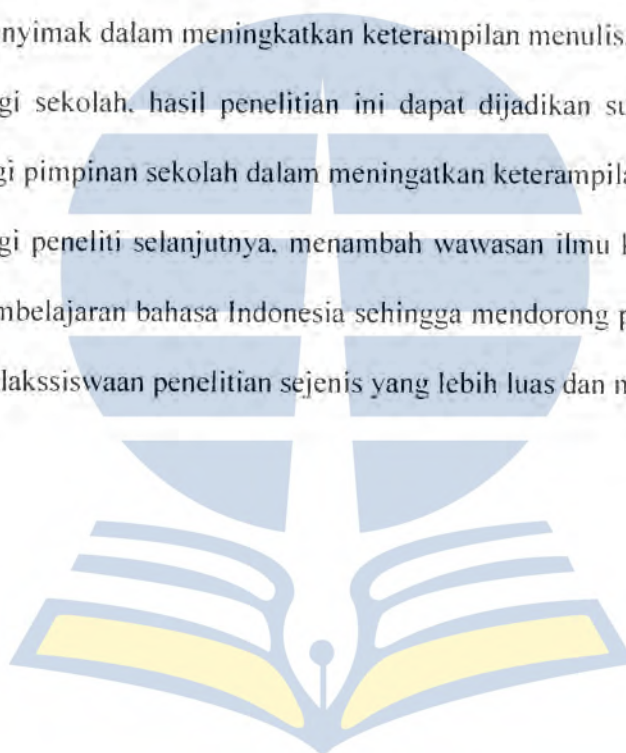 nyimak dalam meningkatkan keterampilan menulis.
gi sekolah, hasil penelitian ini dapat dijadikan su
gi pimpinan sekolah dalam meningatkan keterampila
gi peneliti selanjutnya, menambah wawasan ilmu k
mbelajaran bahasa Indonesia sehingga mendorong p
lakssiswaan penelitian sejenis yang lebih luas dan n